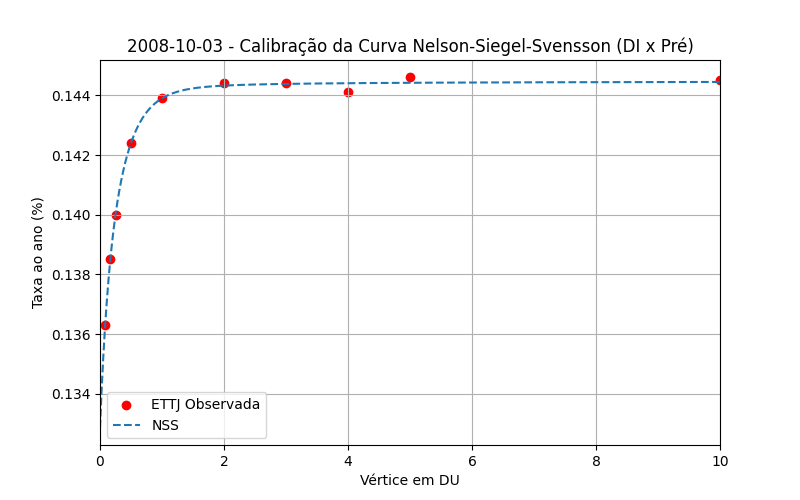 2008-10-03 - Calibração da Curva Nelson-Siegel-Svensson (DI x Pré)
Taxa ao ano (%)
0.144
0.142
0.140
0.138
0.136
0.134
ETTJ Observada
NSS
0 2 4 6 8 10
Vértice em DU